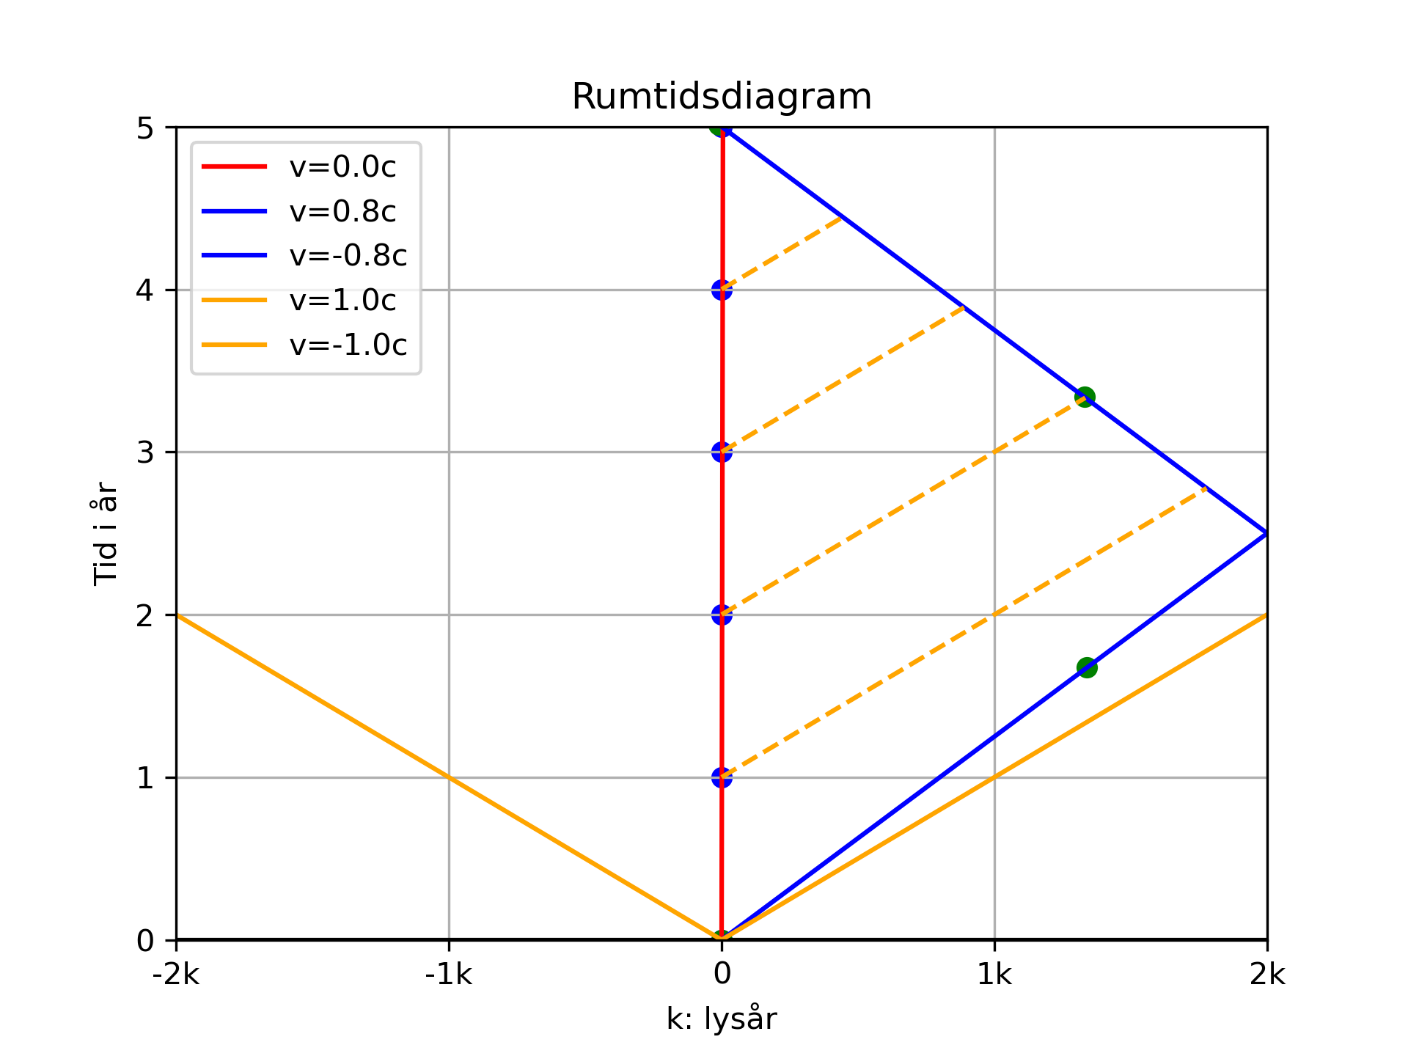 Rumtidsdiagram
5
4
3
2
1
0
Tid i år
v=0.0c
v=0.8c
v=-0.8c
v=1.0c
v=-1.0c
-2k -1k 0 1k 2k
k: lysår